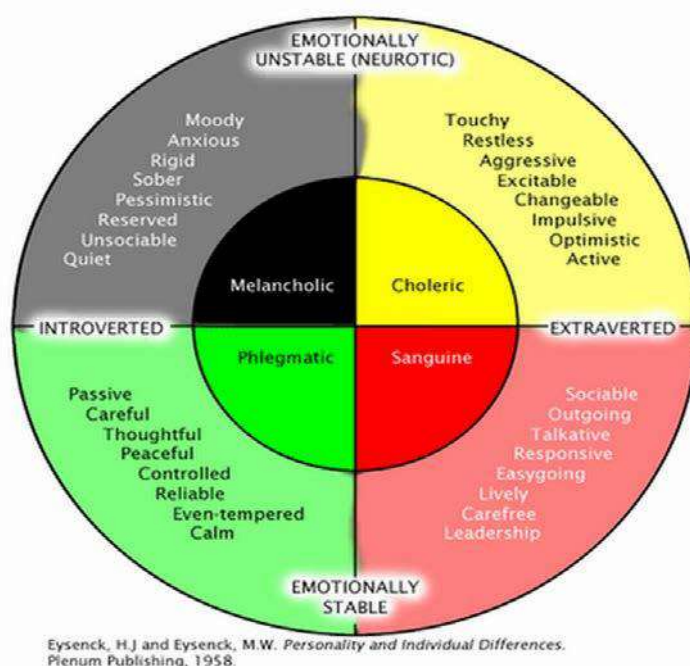 EMOTIONALLY
UNSTABLE (NEUROTIC)
Moody
Anxious
Rigid
Sober
Pessimistic
Reserved
Unsociable
Quiet
Touchy
Restless
Aggressive
Excitable
Changeable
Impulsive
Optimistic
Active
Melancholic
Choleric
INTROVERTED
EXTRAVERTED
Phlegmatic
Sanguine
Passive
Careful
Thoughtful
Peaceful
Controlled
Reliable
Even-tempered
Calm
Sociable
Outgoing
Talkative
Responsive
Easygoing
Lively
Carefree
Leadership
EMOTIONALLY
STABLE
Eysenck, H.J and Eysenck, M.W. Personality and Individual Differences.
Plenum Publishing, 1958.